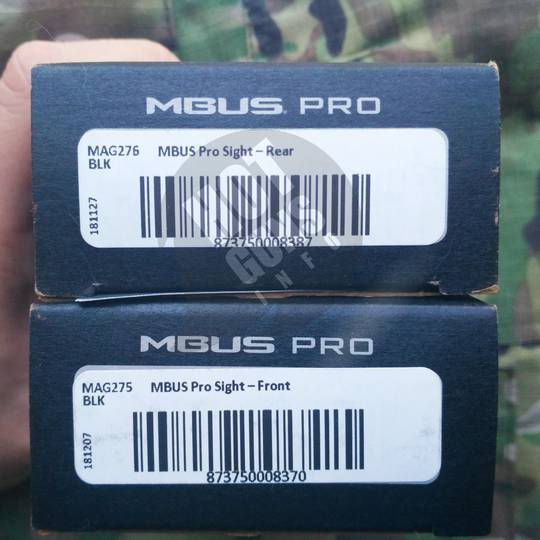 MBUS PRO
MAG276 MBUS Pro Sight – Rear
BLK
181127
873750008387
HOT
GUNS
INFO
MBUS PRO
MAG275 MBUS Pro Sight – Front
BLK
181207
873750008370